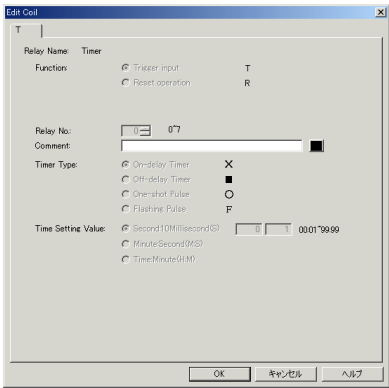 Edit Coil
T
Relay Name: Timer
Function: Trigger input T
Reset operation R
Relay No.: 0 0~7
Comment:
Timer Type: On-delay Timer X
Off-delay Timer ■
One-shot Pulse O
Flashing Pulse F
Time Setting Value: Second:10Millisecond(S) 0 1 00.01~99.99
Minute:Second(M:S)
Time:Minute(H:M)
OK キャンセル ヘルプ